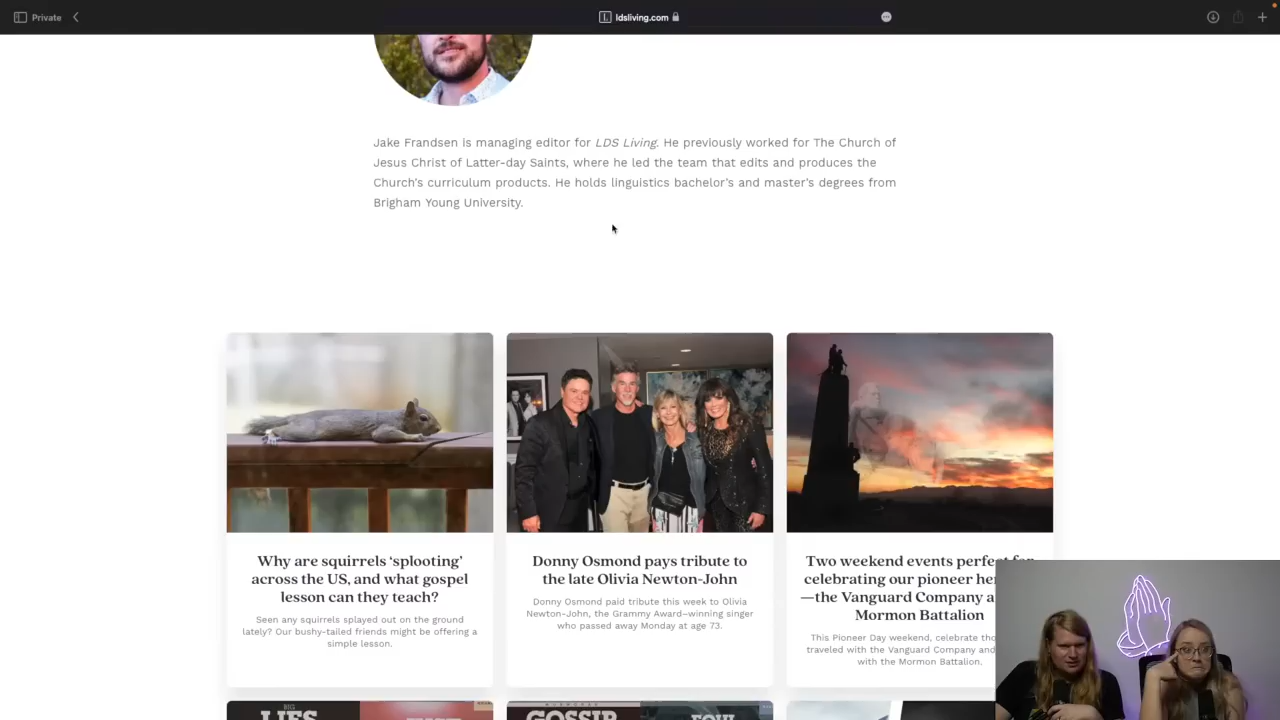 Private
ldsliving.com
Jake Frandsen is managing editor for LDS Living. He previously worked for The Church of
Jesus Christ of Latter-day Saints, where he led the team that edits and produces the
Church's curriculum products. He holds linguistics bachelor's and master's degrees from
Brigham Young University.
Why are squirrels ‘splooting’
across the US, and what gospel
lesson can they teach?
Seen any squirrels splayed out on the ground
lately? Our bushy-tailed friends might be offering a
simple lesson.
Donny Osmond pays tribute to
the late Olivia Newton-John
Donny Osmond paid tribute this week to Olivia
Newton-John, the Grammy Award–winning singer
who passed away Monday at age 73.
Two weekend events perfect for
celebrating our pioneer
—the Vanguard Company
Mormon Battalion
This Pioneer Day weekend, celebrate
traveled with the Vanguard Company and
with the Mormon Battalion.
BIG
LIES
GOSSIP